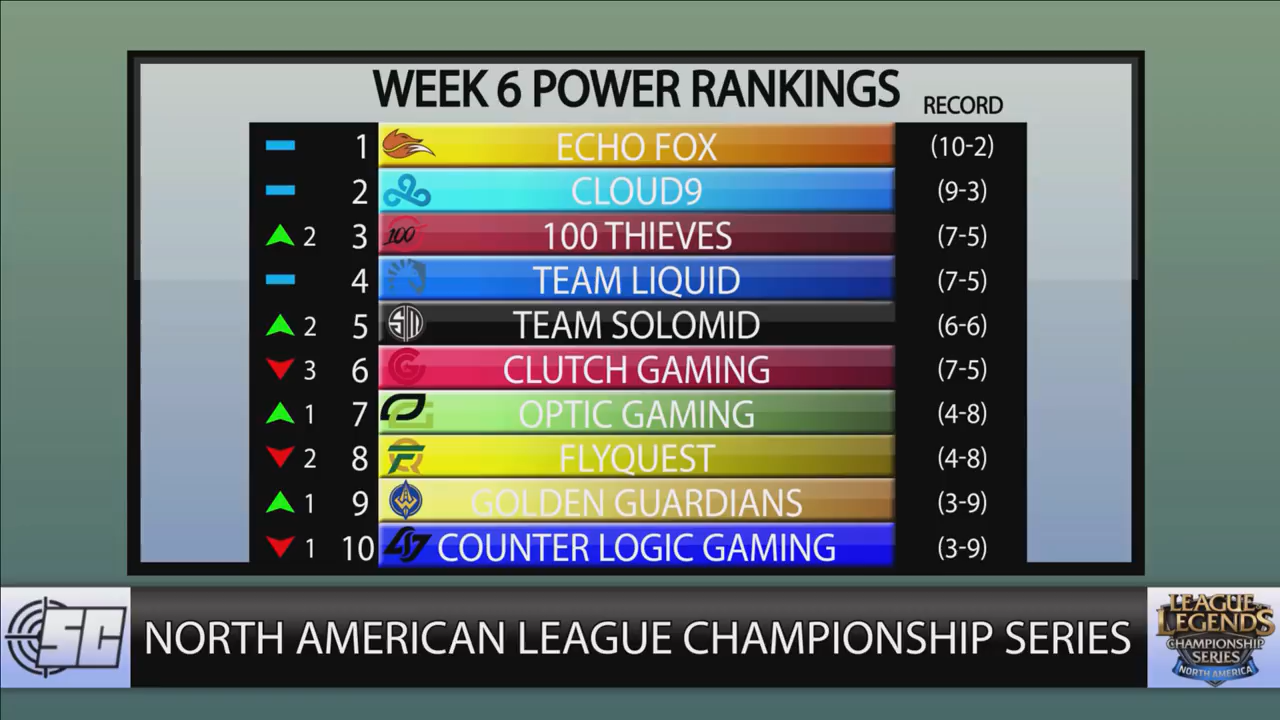 WEEK 6 POWER RANKINGS RECORD
1 ECHO FOX (10-2)
2 CLOUD9 (9-3)
2 3 100 100 THIEVES (7-5)
4 TEAM LIQUID (7-5)
2 5 TEAM SOLOMID (6-6)
3 6 CLUTCH GAMING (7-5)
1 7 OPTIC GAMING (4-8)
2 8 FLYQUEST (4-8)
1 9 GOLDEN GUARDIANS (3-9)
1 10 COUNTER LOGIC GAMING (3-9)
SC NORTH AMERICAN LEAGUE CHAMPIONSHIP SERIES
LEAGUE OF
LEGENDS
CHAMPIONSHIP
SERIES
NORTH AMERICA